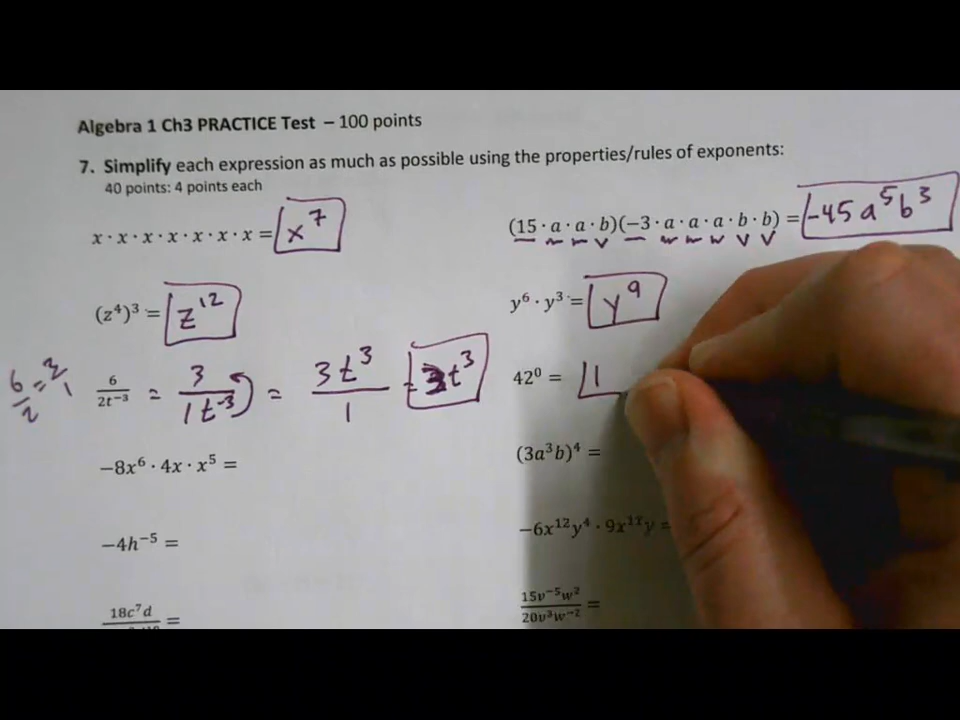 Algebra 1 Ch3 PRACTICE Test – 100 points
7. Simplify each expression as much as possible using the properties/rules of exponents:
40 points: 4 points each
x · x · x · x · x · x · x = x⁷
(15 · a · a · b)(−3 · a · a · a · b · b) = -45a⁵b³
(z⁴)³ = z¹²
y⁶ · y³ = y⁹
6/2 = 3/1
6/2t⁻³ = 3/1t⁻³ = 3t³/1 = 3t³
42⁰ = 1
−8x⁶ · 4x · x⁵ =
(3a³b)⁴ =
−4h⁻⁵ =
−6x¹²y⁴ · 9x¹²y =
18c⁷d =
15v⁻⁵w²/20v³w⁻² =